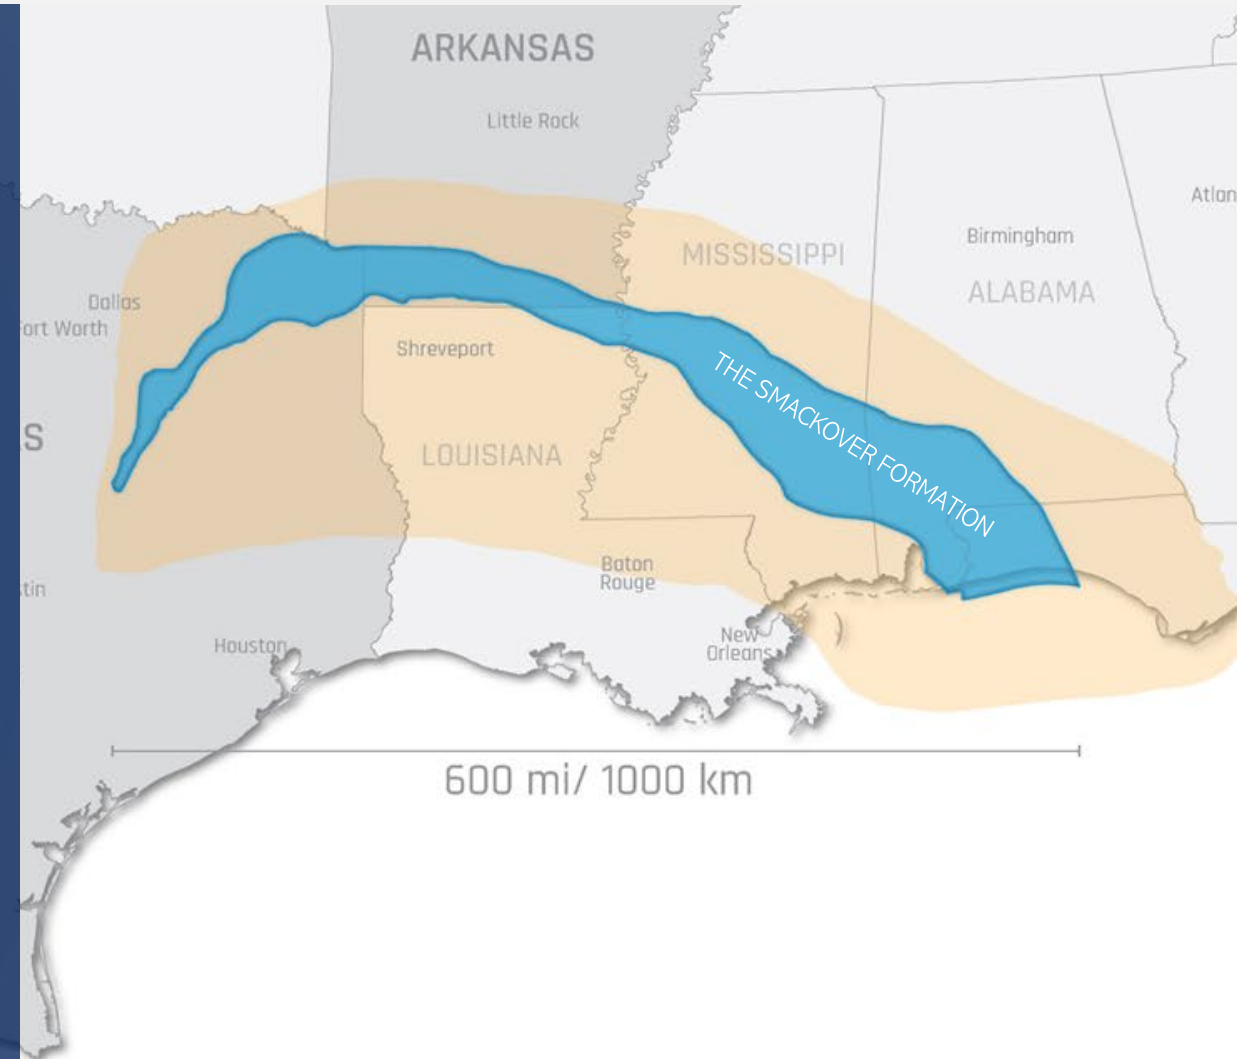 ARKANSAS
Little Rock
Atlan
Birmingham
MISSISSIPPI
ALABAMA
Dallas
ort Worth
Shreveport
THE SMACKOVER FORMATION
S
LOUISIANA
Baton
Rouge
tin
Houston
New
Orleans
600 mi/ 1000 km